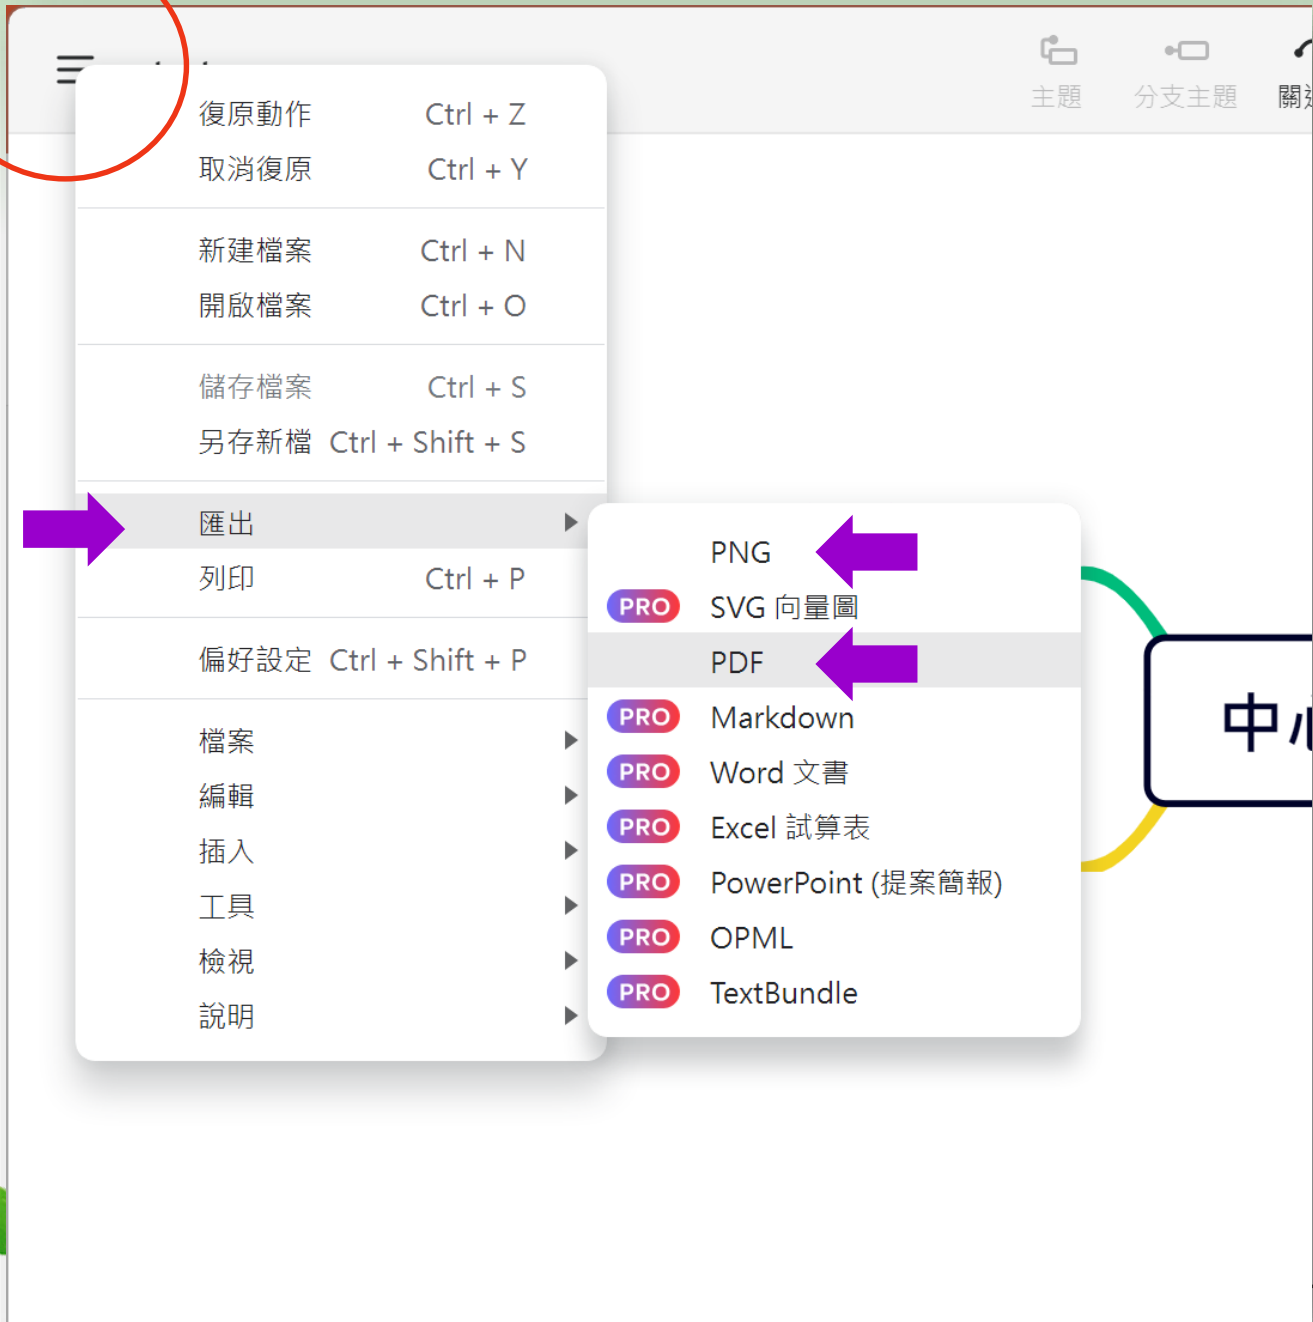 主題
分支主題
復原動作 Ctrl + Z
取消復原 Ctrl + Y
新建檔案 Ctrl + N
開啟檔案 Ctrl + O
儲存檔案 Ctrl + S
另存新檔 Ctrl + Shift + S
匯出
列印 Ctrl + P
偏好設定 Ctrl + Shift + P
檔案
編輯
插入
工具
檢視
說明
PNG
PRO SVG 向量圖
PDF
PRO Markdown
PRO Word 文書
PRO Excel 試算表
PRO PowerPoint (提案簡報)
PRO OPML
PRO TextBundle
中